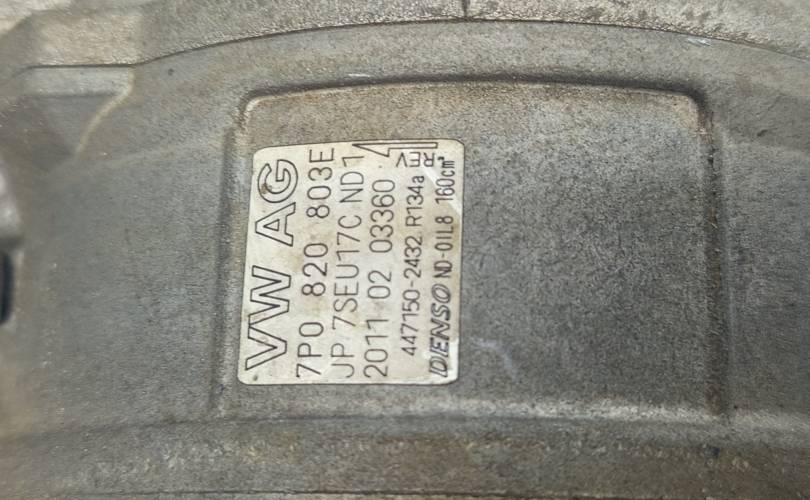 VW AG
7P0 820 803E
JP 7SEU17C ND1
2011 02 03360
447150-2432 R134a
REV
DENSO ND-OIL8 160cm³